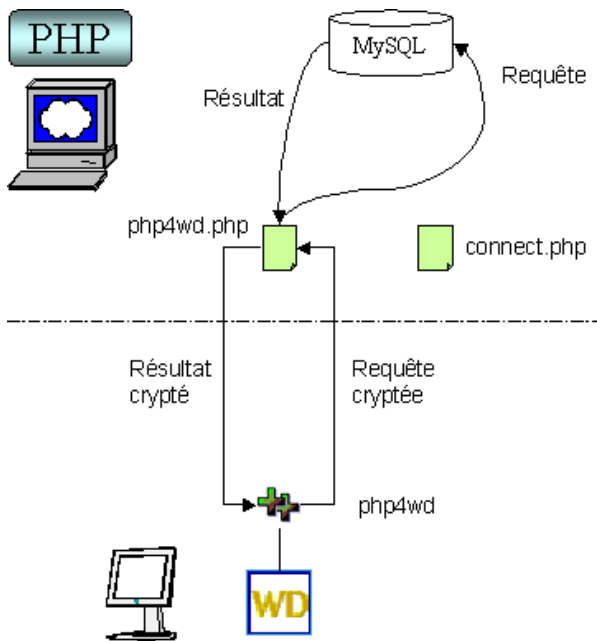 PHP
MySQL
Requête
Résultat
php4wd.php
connect.php
Résultat
crypté
Requête
cryptée
php4wd
WD